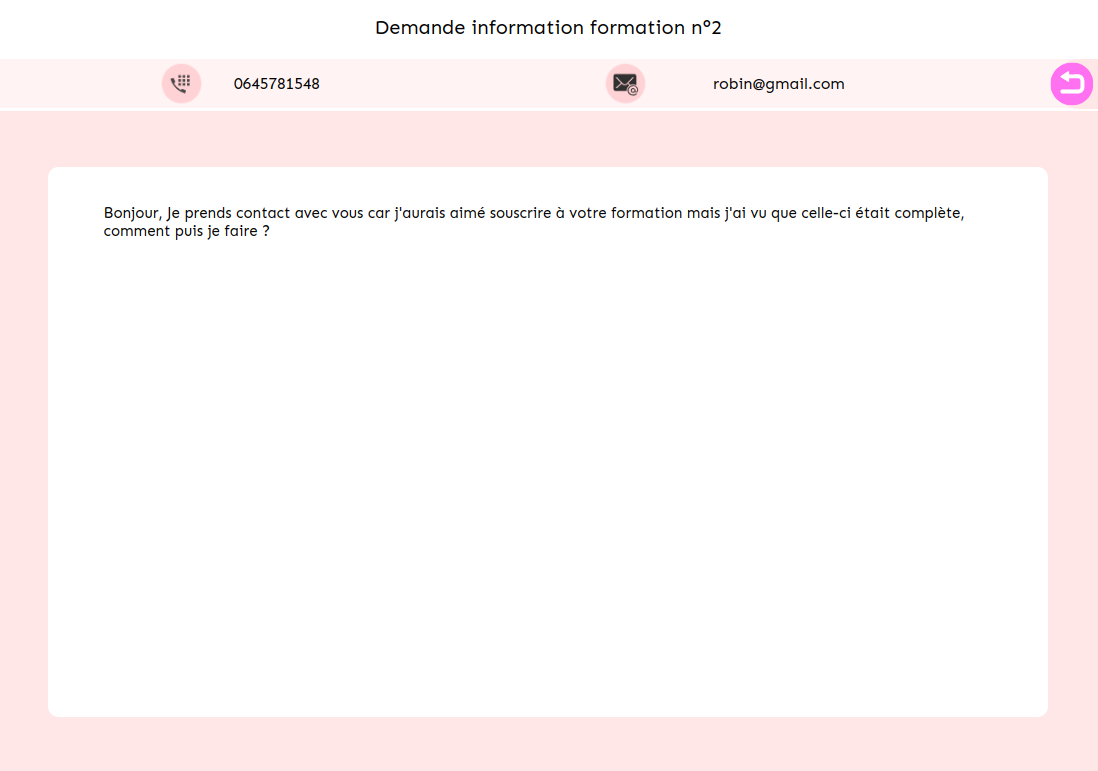 Demande information formation n°2
0645781548
robin@gmail.com
Bonjour, Je prends contact avec vous car j'aurais aimé souscrire à votre formation mais j'ai vu que celle-ci était complète,
comment puis je faire ?